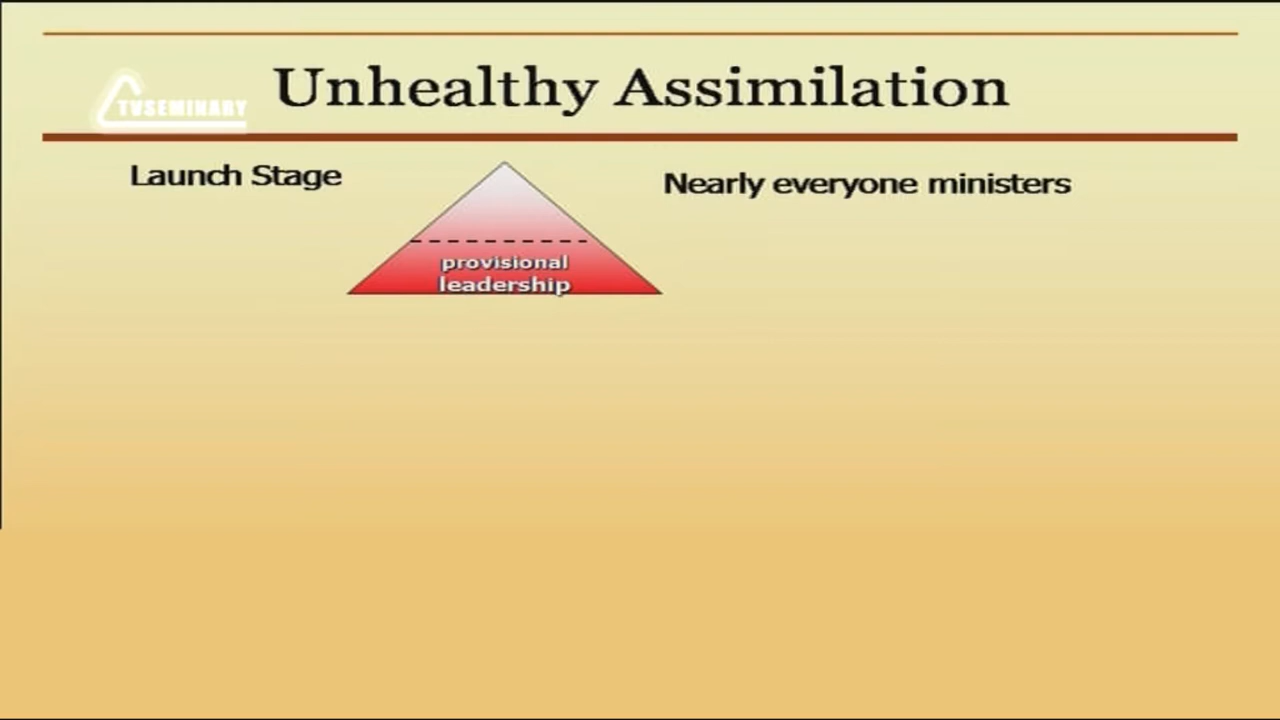 Unhealthy Assimilation
TVSEMINARY
Launch Stage
Nearly everyone ministers
provisional
leadership